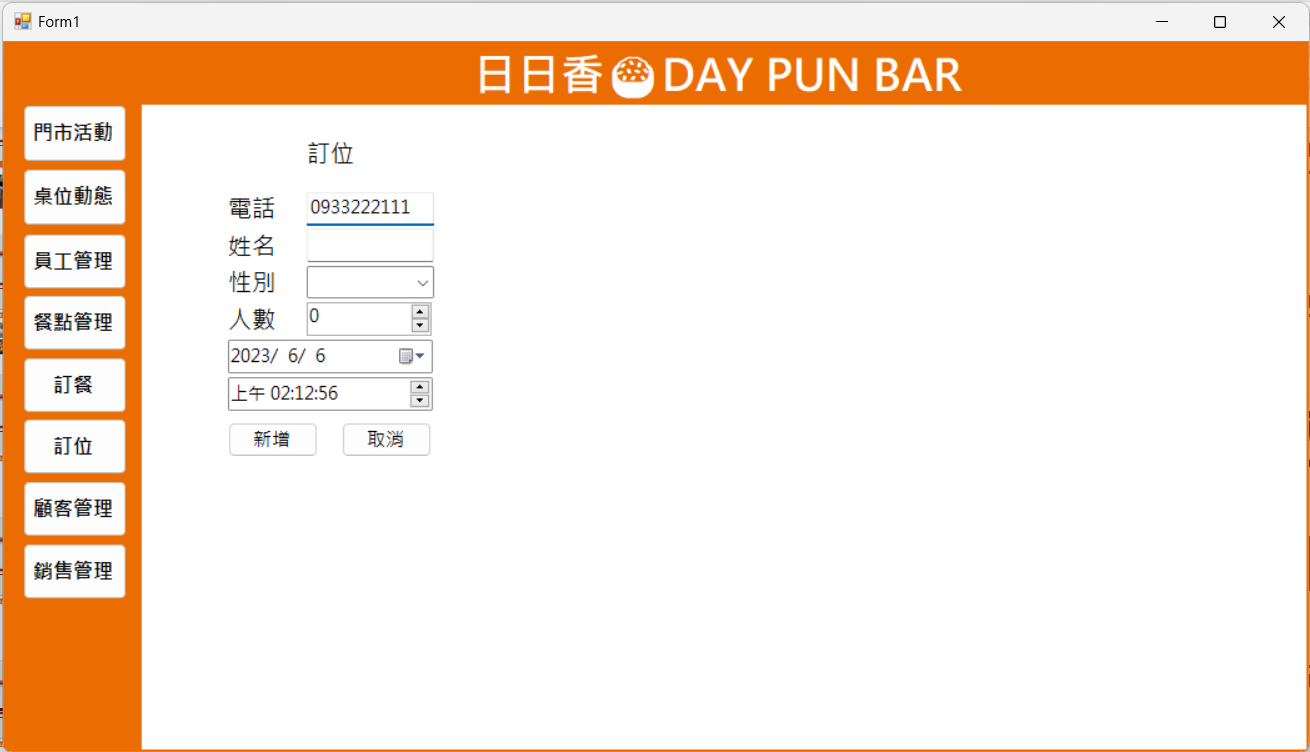 Form1
日日香 DAY PUN BAR
門市活動
桌位動態
員工管理
餐點管理
訂餐
訂位
顧客管理
銷售管理
訂位
電話 0933222111
姓名
性別
人數 0
2023/ 6/ 6
上午 02:12:56
新增 取消